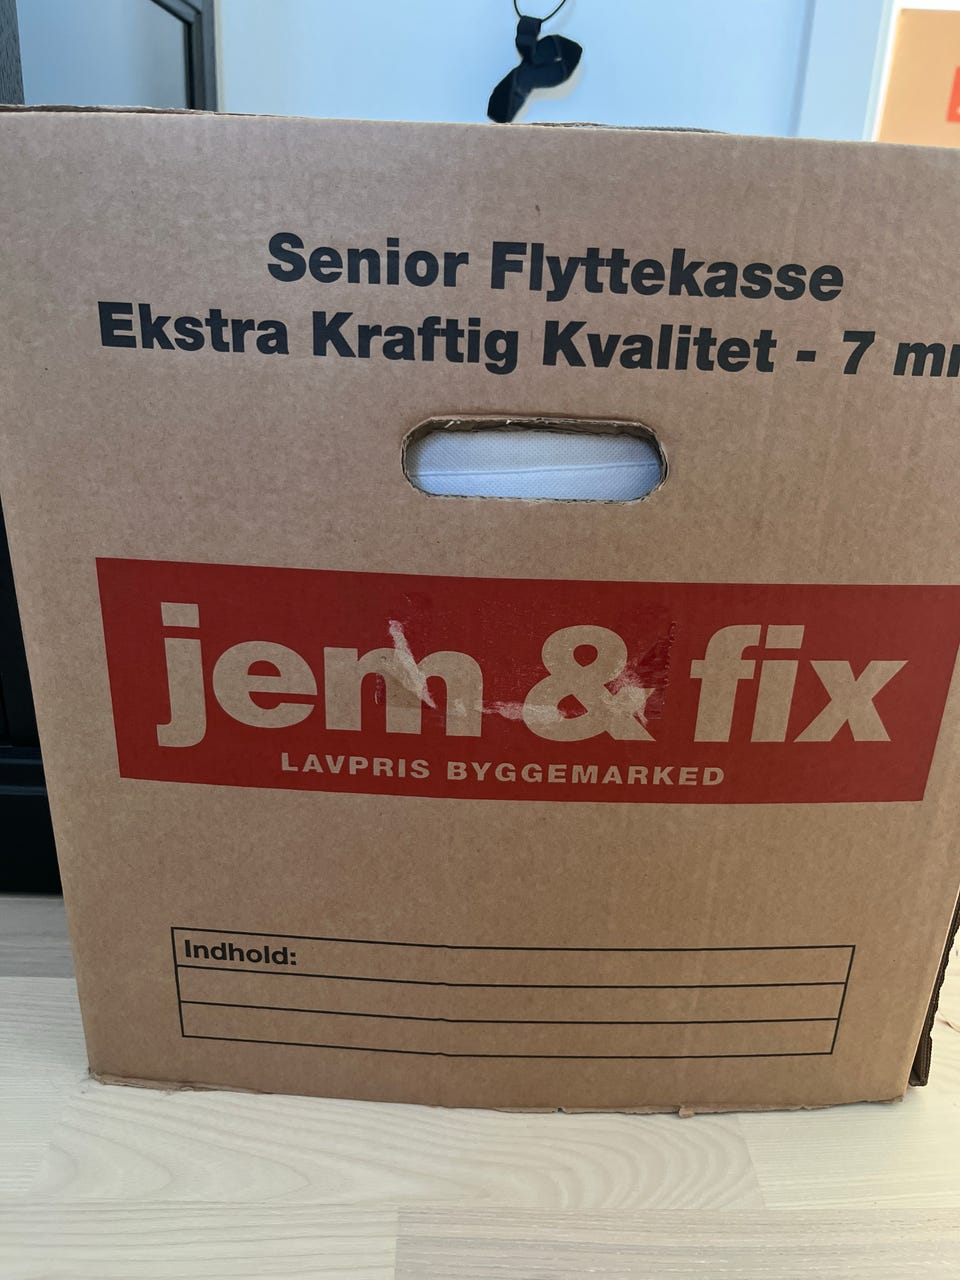 Senior Flyttekasse
Ekstra Kraftig Kvalitet - 7
jem & fix
LAVPRIS BYGGEMARKED
Indhold: